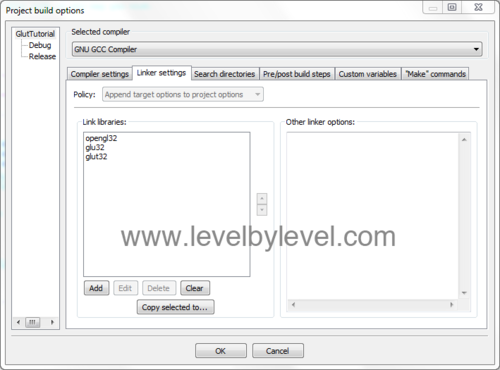 Project build options
GlutTutorial
Debug
Release
Selected compiler
GNU GCC Compiler
Compiler settings
Linker settings
Search directories
Pre/post build steps
Custom variables
"Make" commands
Policy:
Append target options to project options
Link libraries:
Other linker options:
opengl32
glu32
glut32
www.levelbylevel.com
Add
Edit
Delete
Clear
Copy selected to...
OK
Cancel